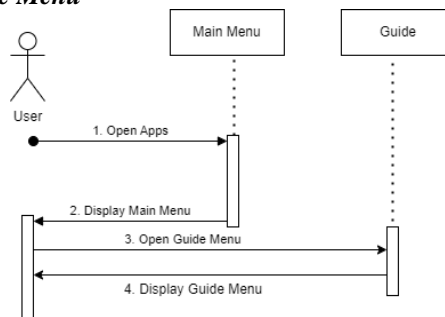 Menu
Main Menu
Guide
User
1. Open Apps
2. Display Main Menu
3. Open Guide Menu
4. Display Guide Menu